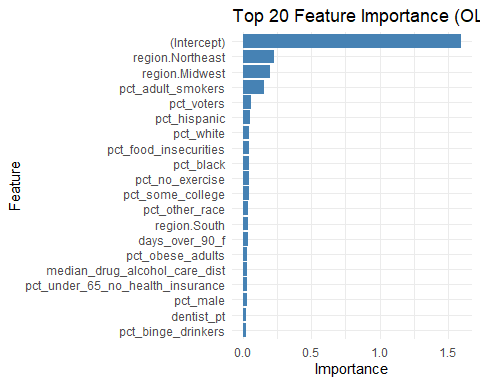 Top 20 Feature Importance (OL
(Intercept)
region.Northeast
region.Midwest
pct_adult_smokers
pct_voters
pct_hispanic
pct_white
pct_food_insecurities
pct_black
pct_no_exercise
pct_some_college
pct_other_race
region.South
days_over_90_f
pct_obese_adults
median_drug_alcohol_care_dist
pct_under_65_no_health_insurance
pct_male
dentist_pt
pct_binge_drinkers
Feature
0.0 0.5 1.0 1.5
Importance